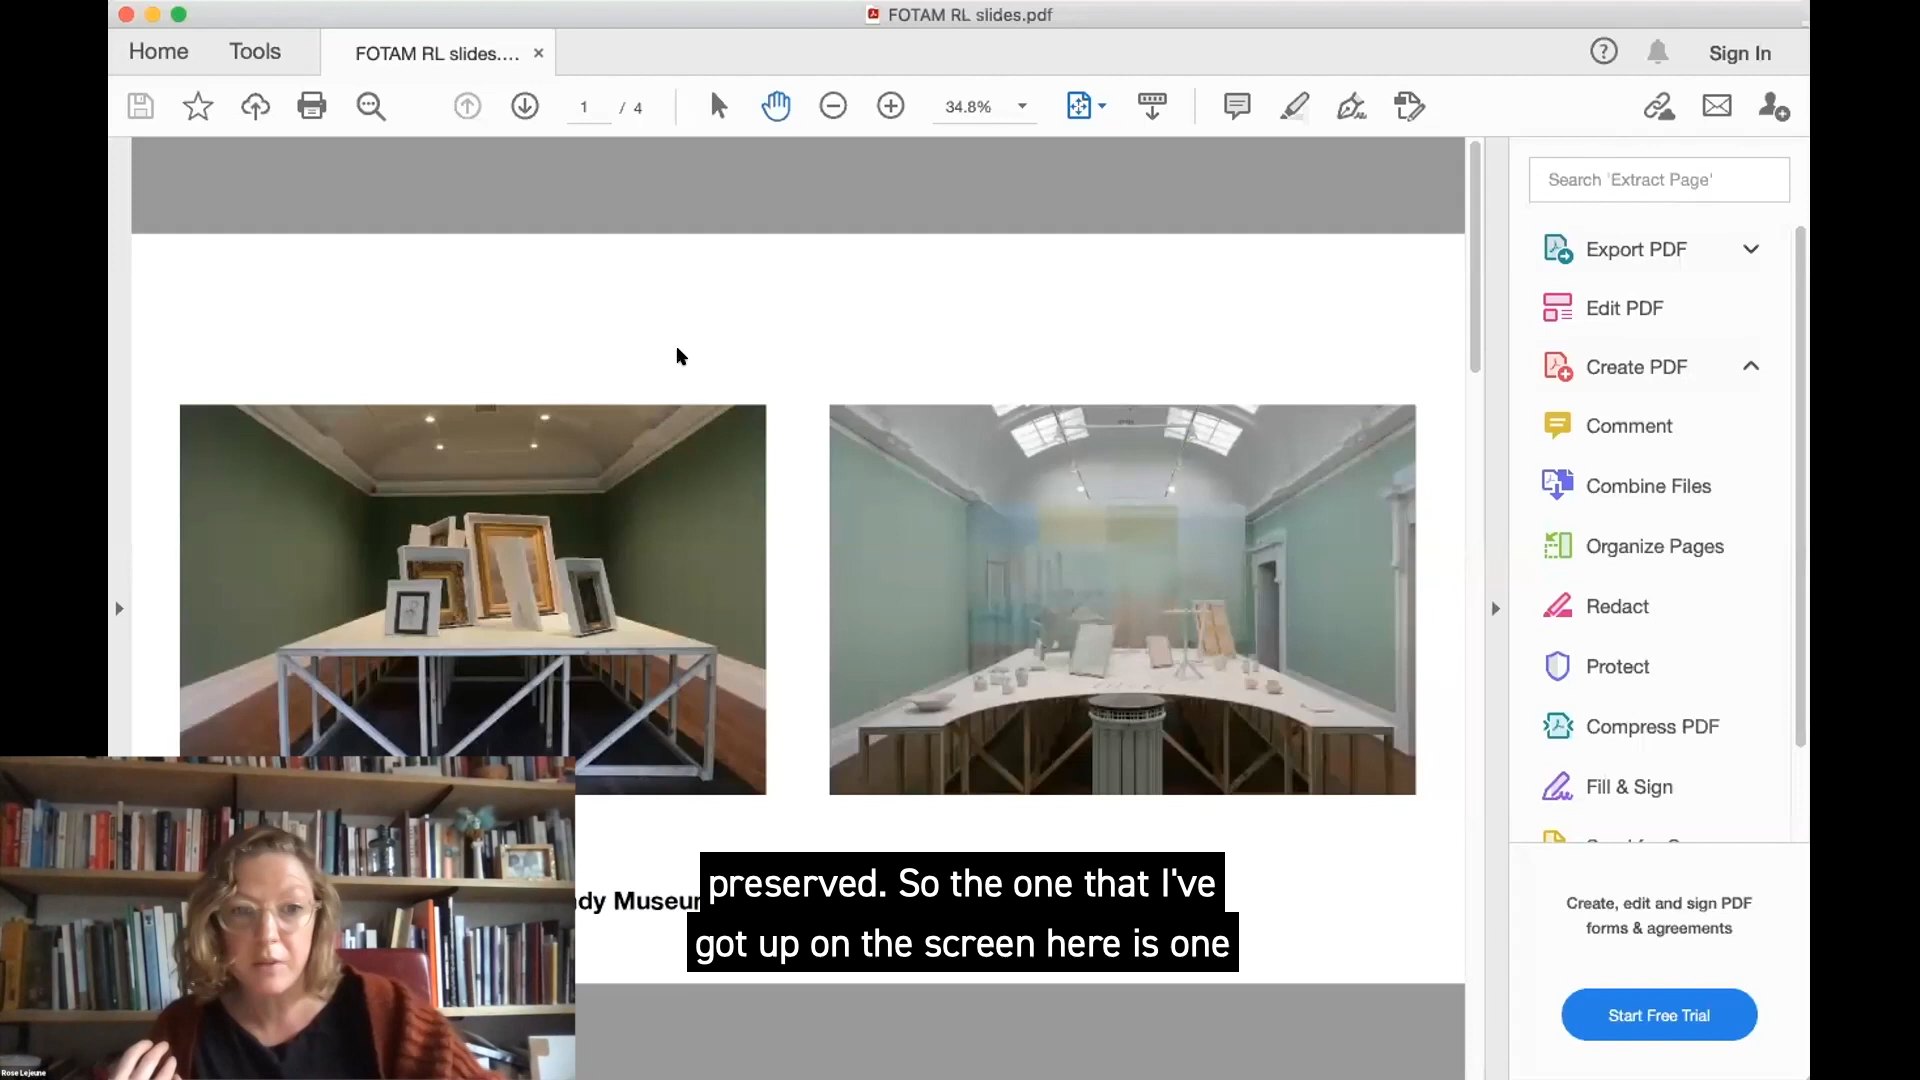 FOTAM RL slides.pdf
Home
Tools
FOTAM RL slides....
Sign In
1 / 4
34.8%
Search 'Extract Page'
Export PDF
Edit PDF
Create PDF
Comment
Combine Files
Organize Pages
Redact
Protect
Compress PDF
Fill & Sign
Create, edit and sign PDF
forms & agreements
Start Free Trial
preserved. So the one that I've
got up on the screen here is one
Rose Lejeune